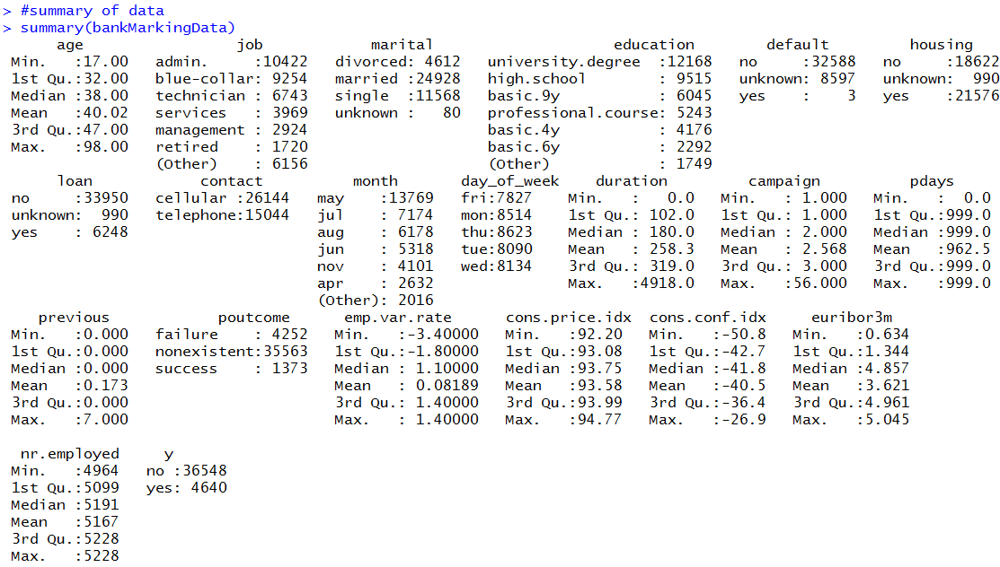 > #summary of data
> summary(bankMarkingData)
      age             job            marital                    education        default         housing
 Min.   :17.00   admin.     :10422   divorced: 4612   university.degree  :12168   no     :32588   no     :18622
 1st Qu.:32.00   blue-collar: 9254   married :24928   high.school        : 9515   unknown: 8597   unknown:  990
 Median :38.00   technician : 6743   single  :11568   basic.9y           : 6045   yes    :    3   yes    :21576
 Mean   :40.02   services   : 3969   unknown :   80   professional.course: 5243
 3rd Qu.:47.00   management : 2924                    basic.4y           : 4176
 Max.   :98.00   retired    : 1720                    basic.6y           : 2292
                 (Other)    : 6156                    (Other)            : 1749
      loan            contact          month       day_of_week    duration         campaign          pdays
 no     :33950   cellular :26144   may    :13769   fri:7827   Min.   :   0.0   Min.   : 1.000   Min.   :  0.0
 unknown:  990   telephone:15044   jul    : 7174   mon:8514   1st Qu.: 102.0   1st Qu.: 1.000   1st Qu.:999.0
 yes    : 6248                     aug    : 6178   thu:8623   Median : 180.0   Median : 2.000   Median :999.0
                                   jun    : 5318   tue:8090   Mean   : 258.3   Mean   : 2.568   Mean   :962.5
                                   nov    : 4101   wed:8134   3rd Qu.: 319.0   3rd Qu.: 3.000   3rd Qu.:999.0
                                   apr    : 2632              Max.   :4918.0   Max.   :56.000   Max.   :999.0
                                   (Other): 2016
    previous            poutcome      emp.var.rate      cons.price.idx  cons.conf.idx     euribor3m
 Min.   :0.000   failure    : 4252   Min.   :-3.40000   Min.   :92.20   Min.   :-50.8   Min.   :0.634
 1st Qu.:0.000   nonexistent:35563   1st Qu.:-1.80000   1st Qu.:93.08   1st Qu.:-42.7   1st Qu.:1.344
 Median :0.000   success    : 1373   Median : 1.10000   Median :93.75   Median :-41.8   Median :4.857
 Mean   :0.173                       Mean   : 0.08189   Mean   :93.58   Mean   :-40.5   Mean   :3.621
 3rd Qu.:0.000                       3rd Qu.: 1.40000   3rd Qu.:93.99   3rd Qu.:-36.4   3rd Qu.:4.961
 Max.   :7.000                       Max.   : 1.40000   Max.   :94.77   Max.   :-26.9   Max.   :5.045
  nr.employed     y
 Min.   :4964   no :36548
 1st Qu.:5099   yes: 4640
 Median :5191
 Mean   :5167
 3rd Qu.:5228
 Max.   :5228